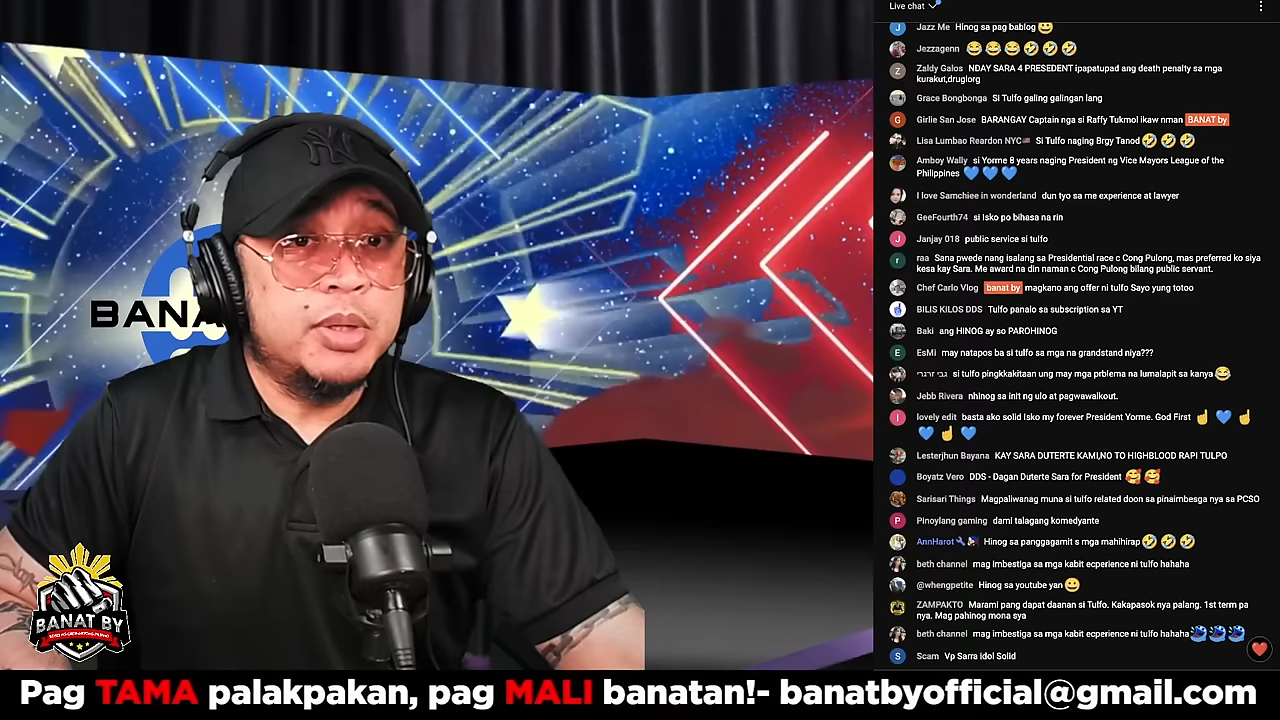 Live chat
Jazz Me Hinog sa pag bablog 😀
Jezzagenn 😂😂😂🤣🤣🤣
Zaldy Galos NDAY SARA 4 PRESEDENT ipapatupad ang death penalty sa mga
kurakut,druglorg
Grace Bongbonga Si Tulfo galing galingan lang
Girlie San Jose BARANGAY Captain nga si Raffy Tukmol ikaw nman BANAT by
Lisa Lumbao Reardon NYC🇺🇸 Si Tulfo naging Brgy Tanod 🤣🤣🤣
Amboy Wally si Yorme 8 years naging President ng Vice Mayors League of the
Philippines 💙💙💙
I love Samchiee in wonderland dun tyo sa me experience at lawyer
GeeFourth74 si Isko po bihasa na rin
Janjay 018 public service si tulfo
raa Sana pwede nang isalang sa Presidential race c Cong Pulong, mas preferred ko siya
kesa kay Sara. Me award na din naman c Cong Pulong bilang public servant.
Chef Carlo Vlog banat by magkano ang offer ni tulfo Sayo yung totoo
BILIS KILOS DDS Tulfo panalo sa subscription sa YT
Baki ang HINOG ay so PAROHINOG
EsMi may natapos ba si tulfo sa mga na grandstand niya???
גבי זרגרי si tulfo pingkkakitaan ung may mga prblema na lumalapit sa kanya 😂
Jebb Rivera nhinog sa init ng ulo at pagwawalkout.
lovely edit basta ako solid Isko my forever President Yorme. God First ☝💙☝
💙☝💙
Lesterjhun Bayana KAY SARA DUTERTE KAMI,NO TO HIGHBLOOD RAPI TULPO
Boyatz Vero DDS - Dagan Duterte Sara for President 🥰🥰
Sarisari Things Magpaliwanag muna si tulfo related doon sa pinaimbesga nya sa PCSO
Pinoylang gaming dami talagang komedyante
AnnHarot Hinog sa panggagamit s mga mahihirap 🤣🤣🤣
beth channel mag imbestiga sa mga kabit ecperience ni tulfo hahaha
@whengpetite Hinog sa youtube yan 😀
ZAMPAKTO Marami pang dapat daanan si Tulfo. Kakapasok nya palang. 1st term pa
nya. Mag pahinog mona sya
beth channel mag imbestiga sa mga kabit ecperience ni tulfo hahaha
Scam Vp Sarra idol Solid
BANA
BANAT BY
Pag TAMA palakpakan, pag MALI banatan!- banatbyofficial@gmail.com